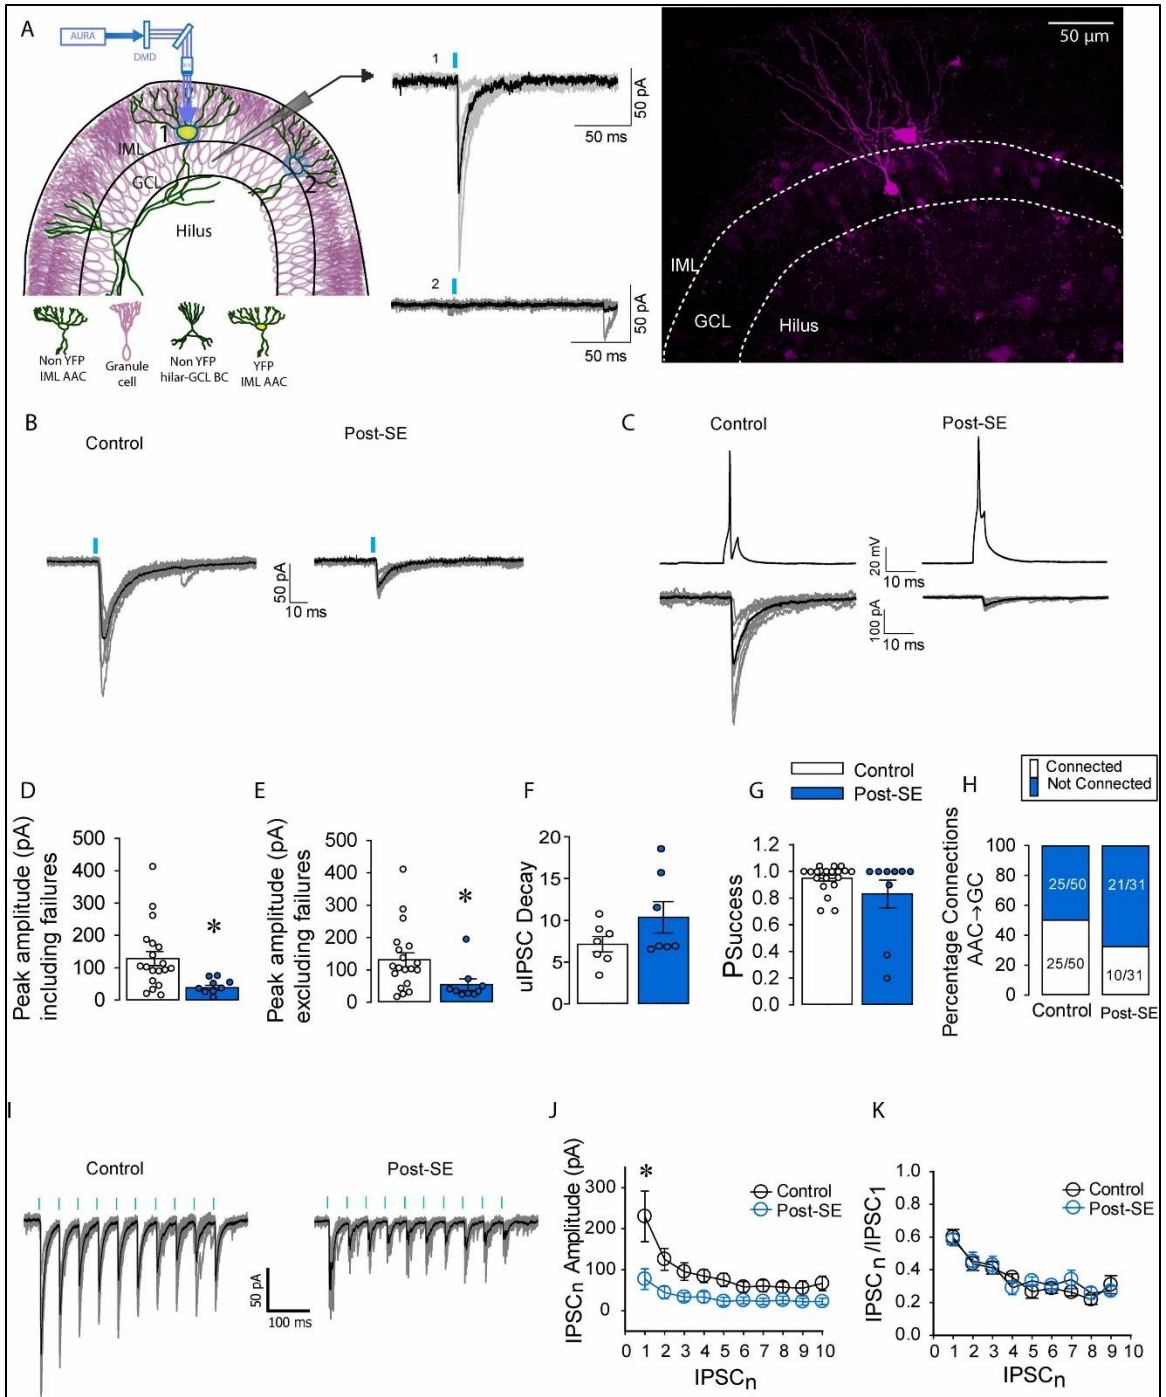 A
AURA
DMD
1
IML
GCL
2
Hilus
Non YFP
IML AAC
Granule
cell
Non YFP
hilar-GCL BC
YFP
IML AAC
1
50 pA
50 ms
2
50 pA
50 ms
50 µm
IML
GCL
Hilus
B
Control
Post-SE
50 pA
10 ms
C
Control
Post-SE
20 mV
10 ms
100 pA
10 ms
Control
Post-SE
Connected
Not Connected
D
Peak amplitude (pA)
including failures
500
400
300
200
100
0
*
E
Peak amplitude (pA)
excluding failures
500
400
300
200
100
0
*
F
uIPSC Decay
20
15
10
5
0
G
PSuccess
1.2
1.0
0.8
0.6
0.4
0.2
0.0
H
Percentage Connections
AAC→GC
100
80
60
40
20
0
25/50
21/31
25/50
10/31
Control
Post-SE
I
Control
Post-SE
50 pA
100 ms
J
IPSCn Amplitude (pA)
300
200
100
0
*
Control
Post-SE
0 1 2 3 4 5 6 7 8 9 10
IPSCn
K
IPSCn/IPSC1
1.0
0.8
0.6
0.4
0.2
0.0
Control
Post-SE
0 1 2 3 4 5 6 7 8 9 10
IPSCn